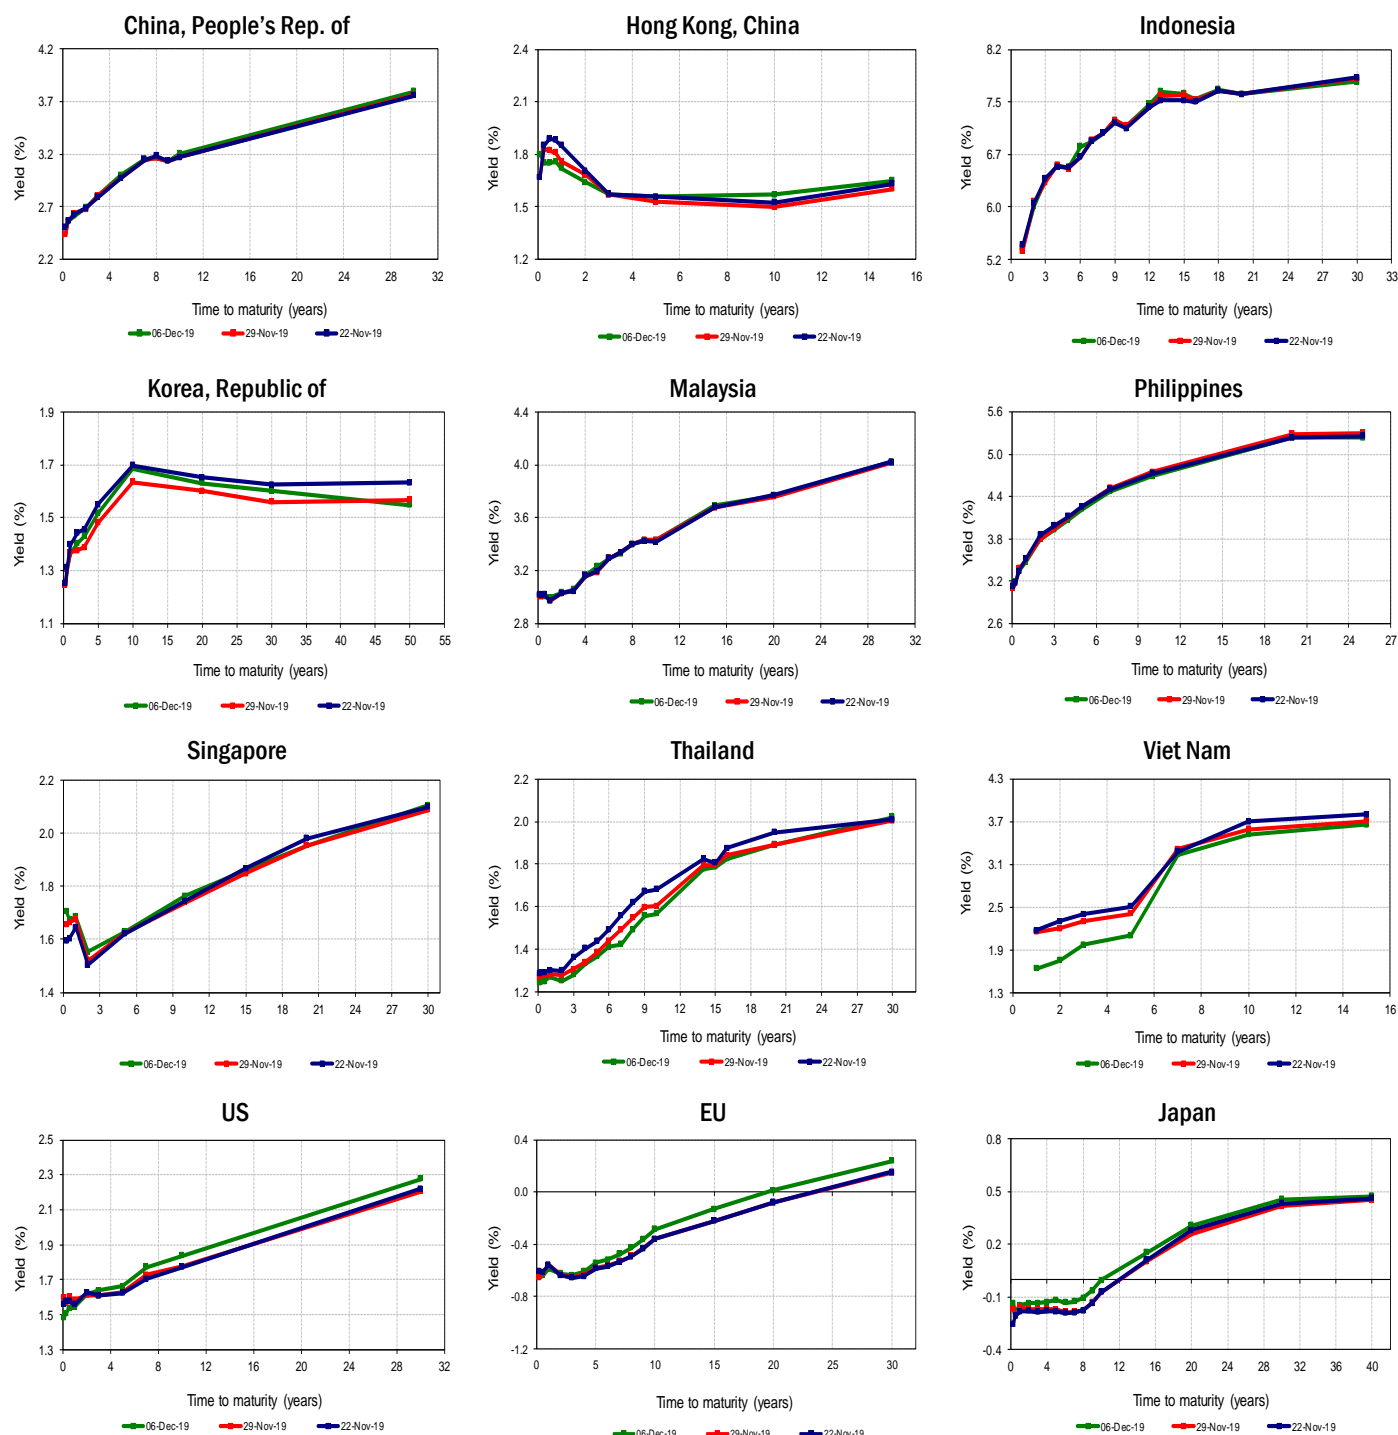 China, People's Rep. of
Yield (%)
4.2
3.7
3.2
2.7
2.2
0 4 8 12 16 20 24 28 32
Time to maturity (years)
06-Dec-19 29-Nov-19 22-Nov-19
Hong Kong, China
Yield (%)
2.4
2.1
1.8
1.5
1.2
0 2 4 6 8 10 12 14 16
Time to maturity (years)
06-Dec-19 29-Nov-19 22-Nov-19
Indonesia
Yield (%)
8.2
7.5
6.7
6.0
5.2
0 3 6 9 12 15 18 21 24 27 30 33
Time to maturity (years)
06-Dec-19 29-Nov-19 22-Nov-19
Korea, Republic of
Yield (%)
1.9
1.7
1.5
1.3
1.1
0 5 10 15 20 25 30 35 40 45 50 55
Time to maturity (years)
06-Dec-19 29-Nov-19 22-Nov-19
Malaysia
Yield (%)
4.4
4.0
3.6
3.2
2.8
0 4 8 12 16 20 24 28 32
Time to maturity (years)
06-Dec-19 29-Nov-19 22-Nov-19
Philippines
Yield (%)
5.6
5.0
4.4
3.8
3.2
2.6
0 3 6 9 12 15 18 21 24 27
Time to maturity (years)
06-Dec-19 29-Nov-19 22-Nov-19
Singapore
Yield (%)
2.2
2.0
1.8
1.6
1.4
0 3 6 9 12 15 18 21 24 27 30
Time to maturity (years)
06-Dec-19 29-Nov-19 22-Nov-19
Thailand
Yield (%)
2.2
2.0
1.8
1.6
1.4
1.2
0 3 6 9 12 15 18 21 24 27 30
Time to maturity (years)
06-Dec-19 29-Nov-19 22-Nov-19
Viet Nam
Yield (%)
4.3
3.7
3.1
2.5
1.9
1.3
0 2 4 6 8 10 12 14 16
Time to maturity (years)
06-Dec-19 29-Nov-19 22-Nov-19
US
Yield (%)
2.5
2.3
2.1
1.9
1.7
1.5
1.3
0 4 8 12 16 20 24 28 32
Time to maturity (years)
06-Dec-19 29-Nov-19 22-Nov-19
EU
Yield (%)
0.4
0.0
-0.4
-0.8
-1.2
0 5 10 15 20 25 30
Time to maturity (years)
06-Dec-19 29-Nov-19 22-Nov-19
Japan
Yield (%)
0.8
0.5
0.2
-0.1
-0.4
0 4 8 12 16 20 24 28 32 36 40
Time to maturity (years)
06-Dec-19 29-Nov-19 22-Nov-19